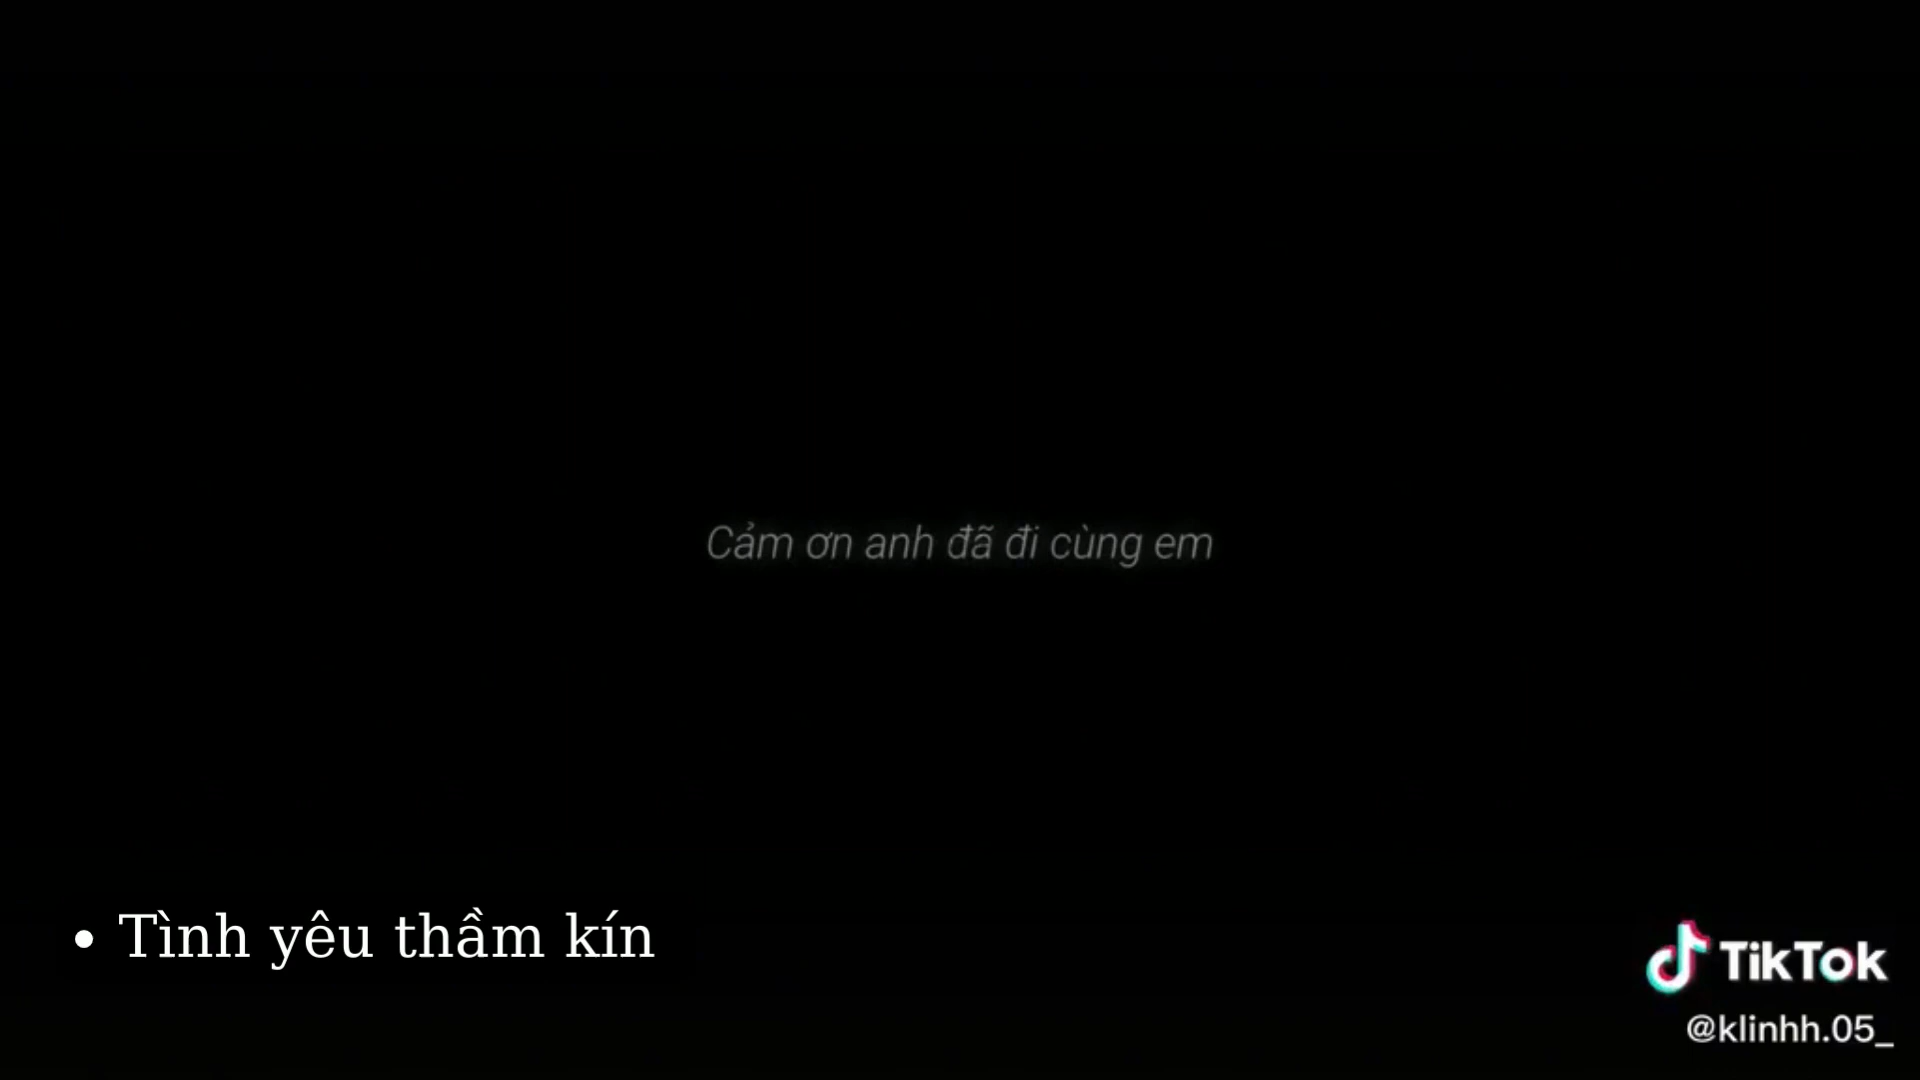 Cảm ơn anh đã đi cùng em
• Tình yêu thầm kín
TikTok
@klinhh.05_